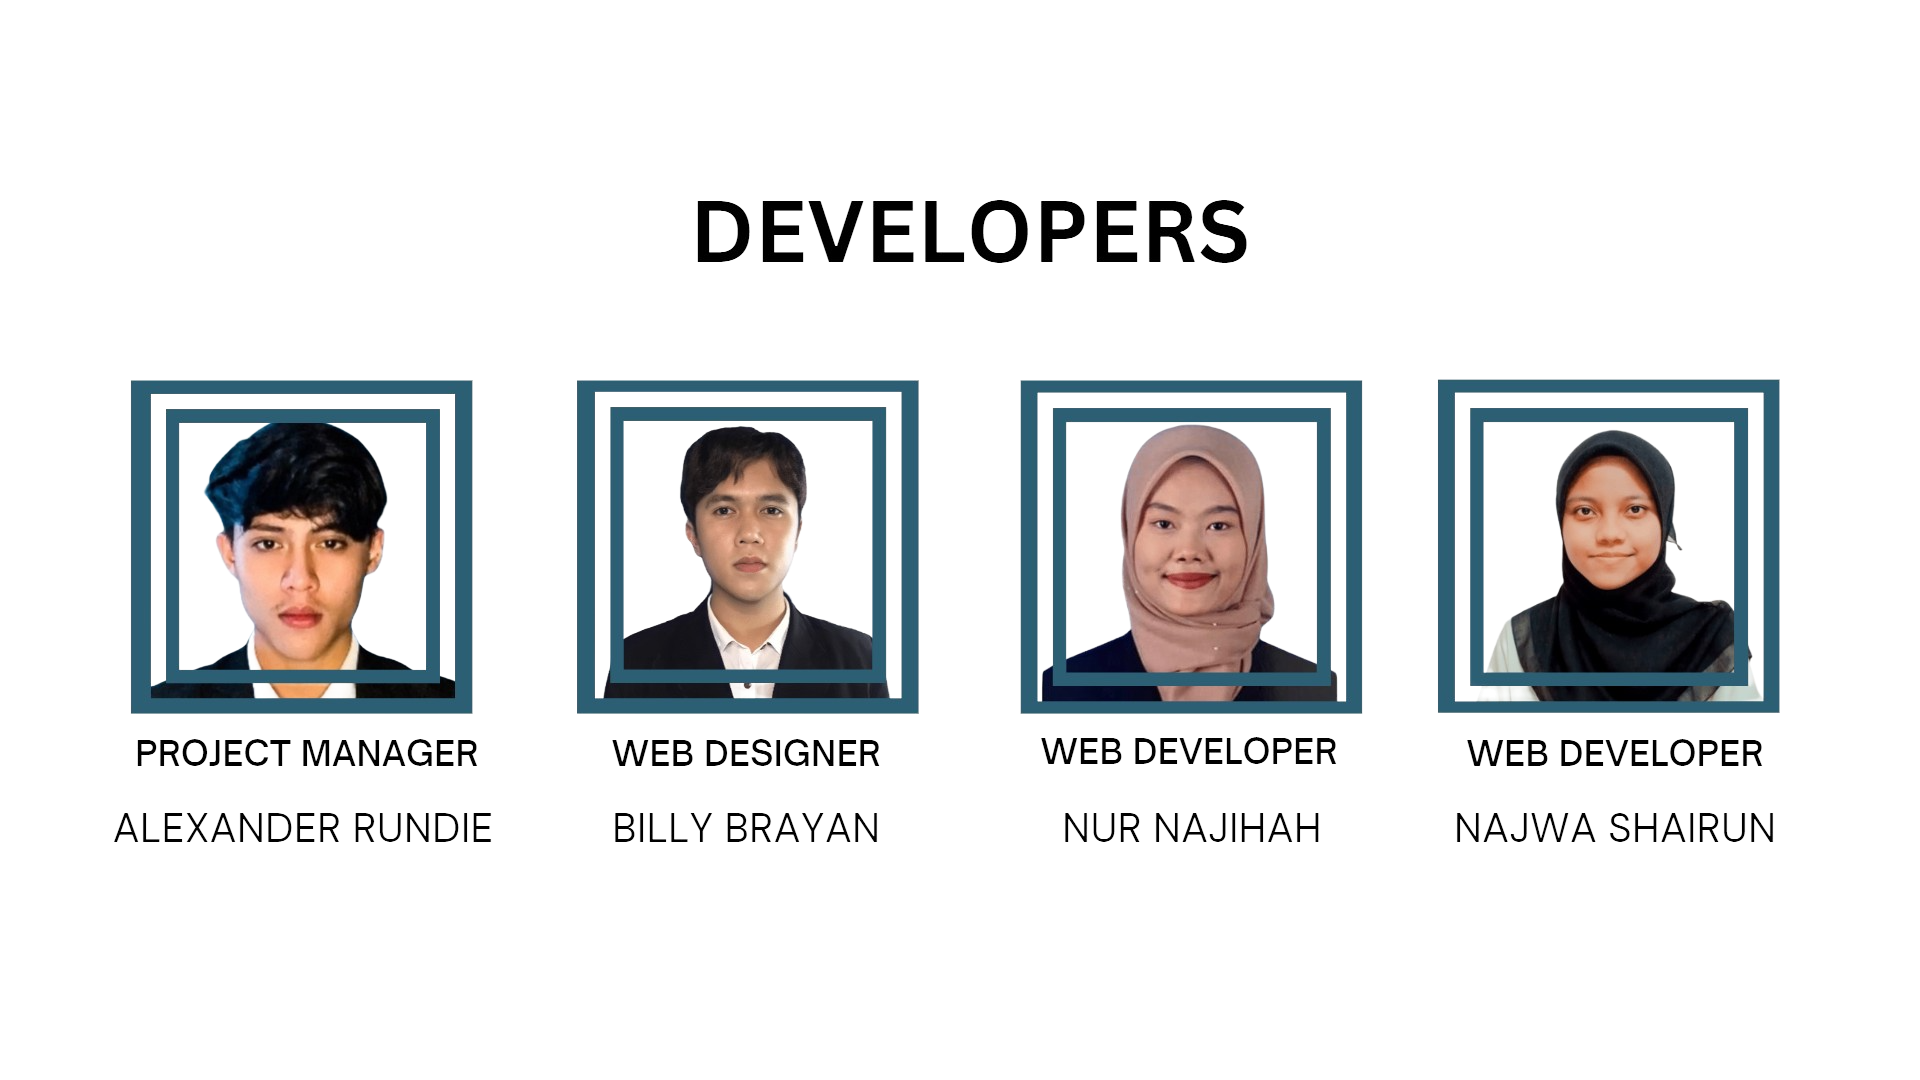 DEVELOPERS
PROJECT MANAGER
WEB DESIGNER
WEB DEVELOPER
WEB DEVELOPER
ALEXANDER RUNDIE
BILLY BRAYAN
NUR NAJIHAH
NAJWA SHAIRUN